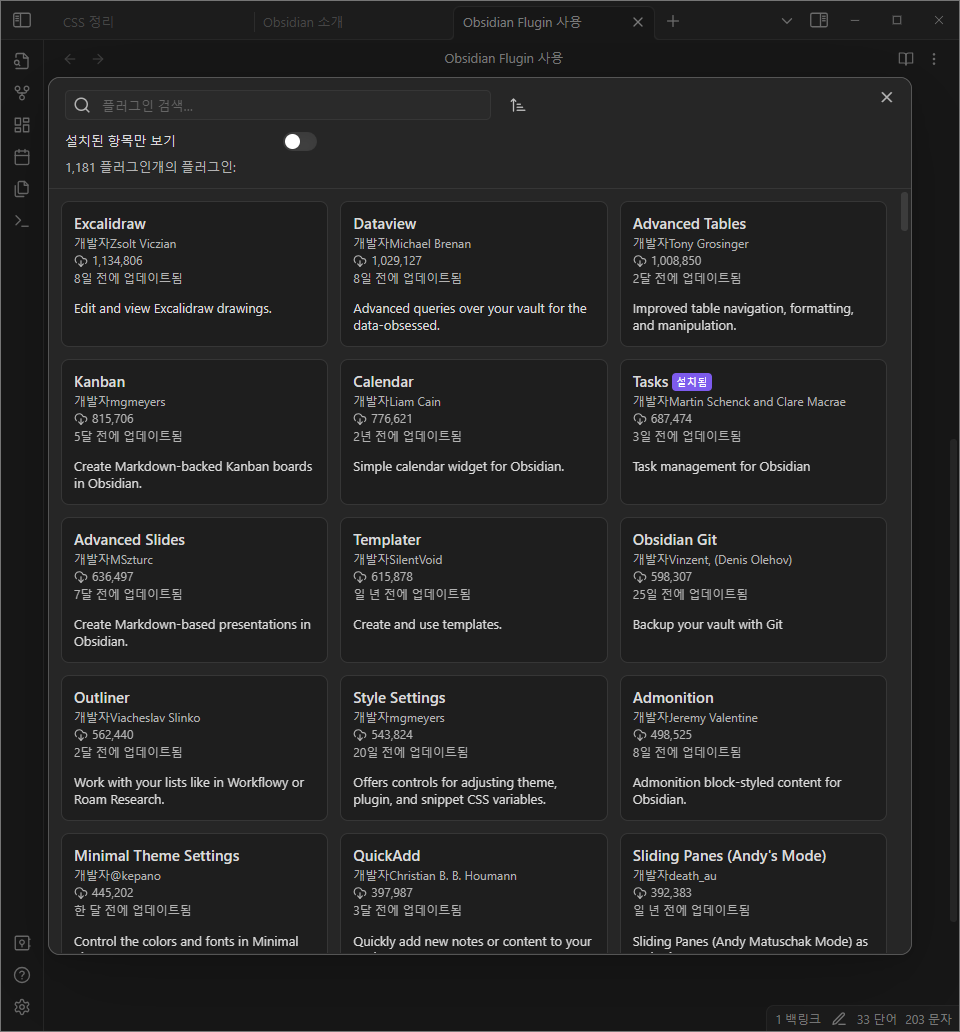 CSS 정리
Obsidian 소개
Obsidian Flugin 사용
Obsidian Flugin 사용
플러그인 검색...
설치된 항목만 보기
1,181 플러그인개의 플러그인:
Excalidraw
개발자Zsolt Viczian
1,134,806
8일 전에 업데이트됨
Edit and view Excalidraw drawings.
Dataview
개발자Michael Brenan
1,029,127
8일 전에 업데이트됨
Advanced queries over your vault for the
data-obsessed.
Advanced Tables
개발자Tony Grosinger
1,008,850
2달 전에 업데이트됨
Improved table navigation, formatting,
and manipulation.
Kanban
개발자mgmeyers
815,706
5달 전에 업데이트됨
Create Markdown-backed Kanban boards
in Obsidian.
Calendar
개발자Liam Cain
776,621
2년 전에 업데이트됨
Simple calendar widget for Obsidian.
Tasks 설치됨
개발자Martin Schenck and Clare Macrae
687,474
3일 전에 업데이트됨
Task management for Obsidian
Advanced Slides
개발자MSzturc
636,497
7달 전에 업데이트됨
Create Markdown-based presentations in
Obsidian.
Templater
개발자SilentVoid
615,878
일 년 전에 업데이트됨
Create and use templates.
Obsidian Git
개발자Vinzent, (Denis Olehov)
598,307
25일 전에 업데이트됨
Backup your vault with Git
Outliner
개발자Viacheslav Slinko
562,440
2달 전에 업데이트됨
Work with your lists like in Workflowy or
Roam Research.
Style Settings
개발자mgmeyers
543,824
20일 전에 업데이트됨
Offers controls for adjusting theme,
plugin, and snippet CSS variables.
Admonition
개발자Jeremy Valentine
498,525
8일 전에 업데이트됨
Admonition block-styled content for
Obsidian.
Minimal Theme Settings
개발자@kepano
445,202
한 달 전에 업데이트됨
Control the colors and fonts in Minimal
QuickAdd
개발자Christian B. B. Houmann
397,987
3달 전에 업데이트됨
Quickly add new notes or content to your
Sliding Panes (Andy's Mode)
개발자death_au
392,383
일 년 전에 업데이트됨
Sliding Panes (Andy Matuschak Mode) as
1 백링크 33 단어 203 문자